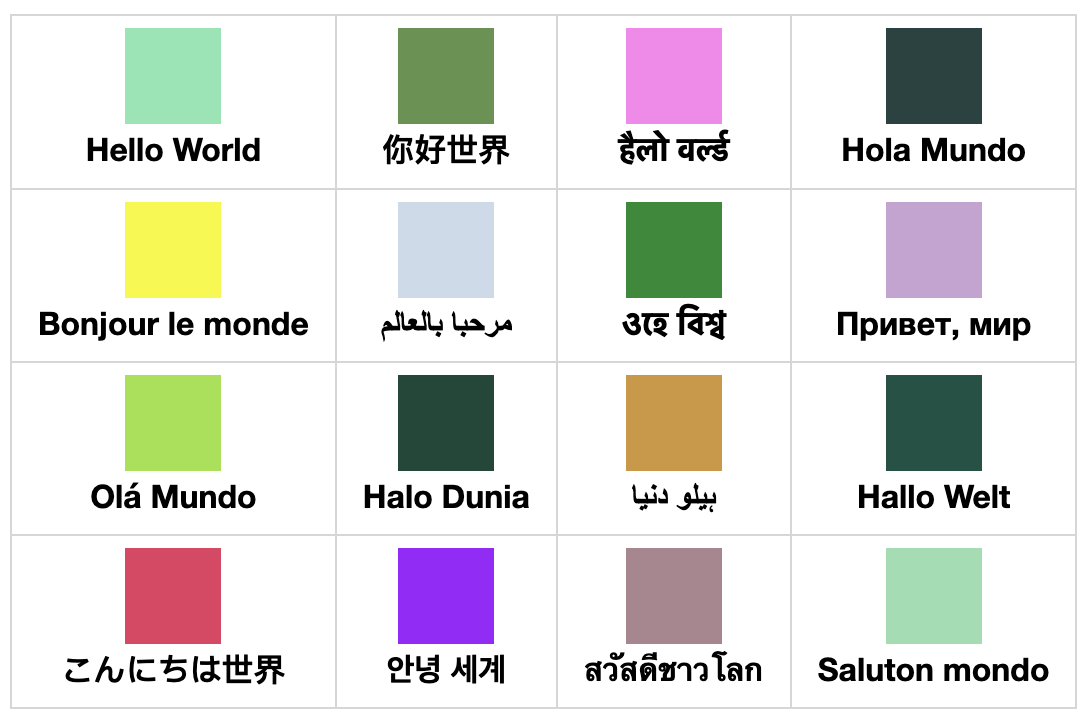 Hello World
你好世界
हैलो वर्ल्ड
Hola Mundo
Bonjour le monde
مرحبا بالعالم
ওহে বিশ্ব
Привет, мир
Olá Mundo
Halo Dunia
ہیلو دنیا
Hallo Welt
こんにちは世界
안녕 세계
สวัสดีชาวโลก
Saluton mondo